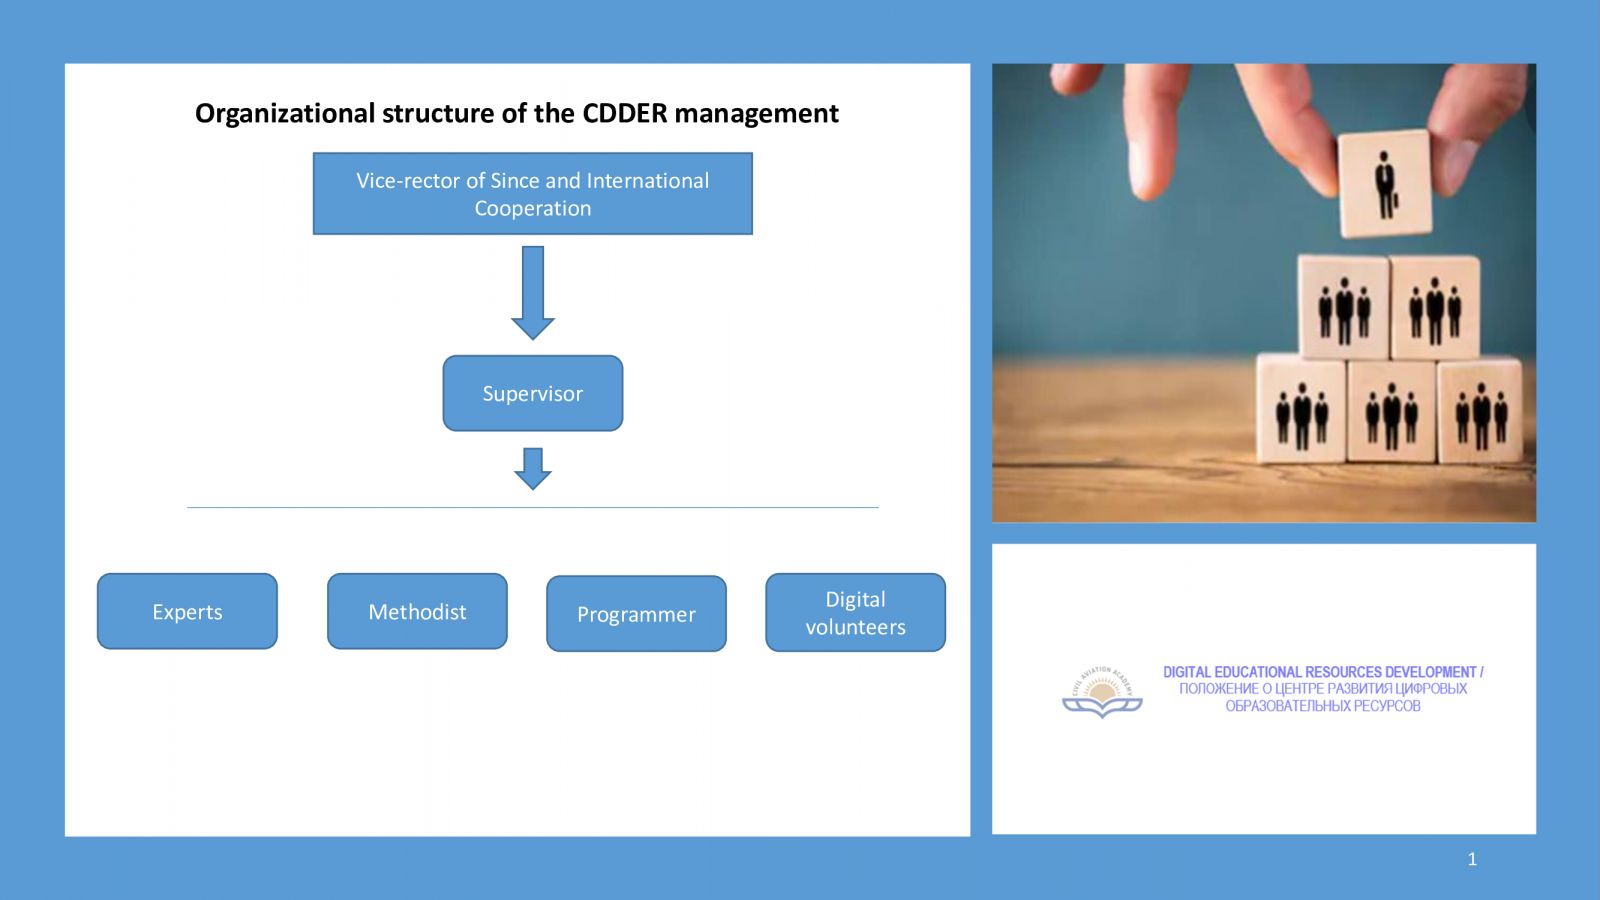 Organizational structure of the CDDER management
Vice-rector of Since and International
Cooperation
Supervisor
Experts
Methodist
Programmer
Digital
volunteers
CIVIL AVIATION ACADEMY
DIGITAL EDUCATIONAL RESOURCES DEVELOPMENT /
ПОЛОЖЕНИЕ О ЦЕНТРЕ РАЗВИТИЯ ЦИФРОВЫХ
ОБРАЗОВАТЕЛЬНЫХ РЕСУРСОВ
1